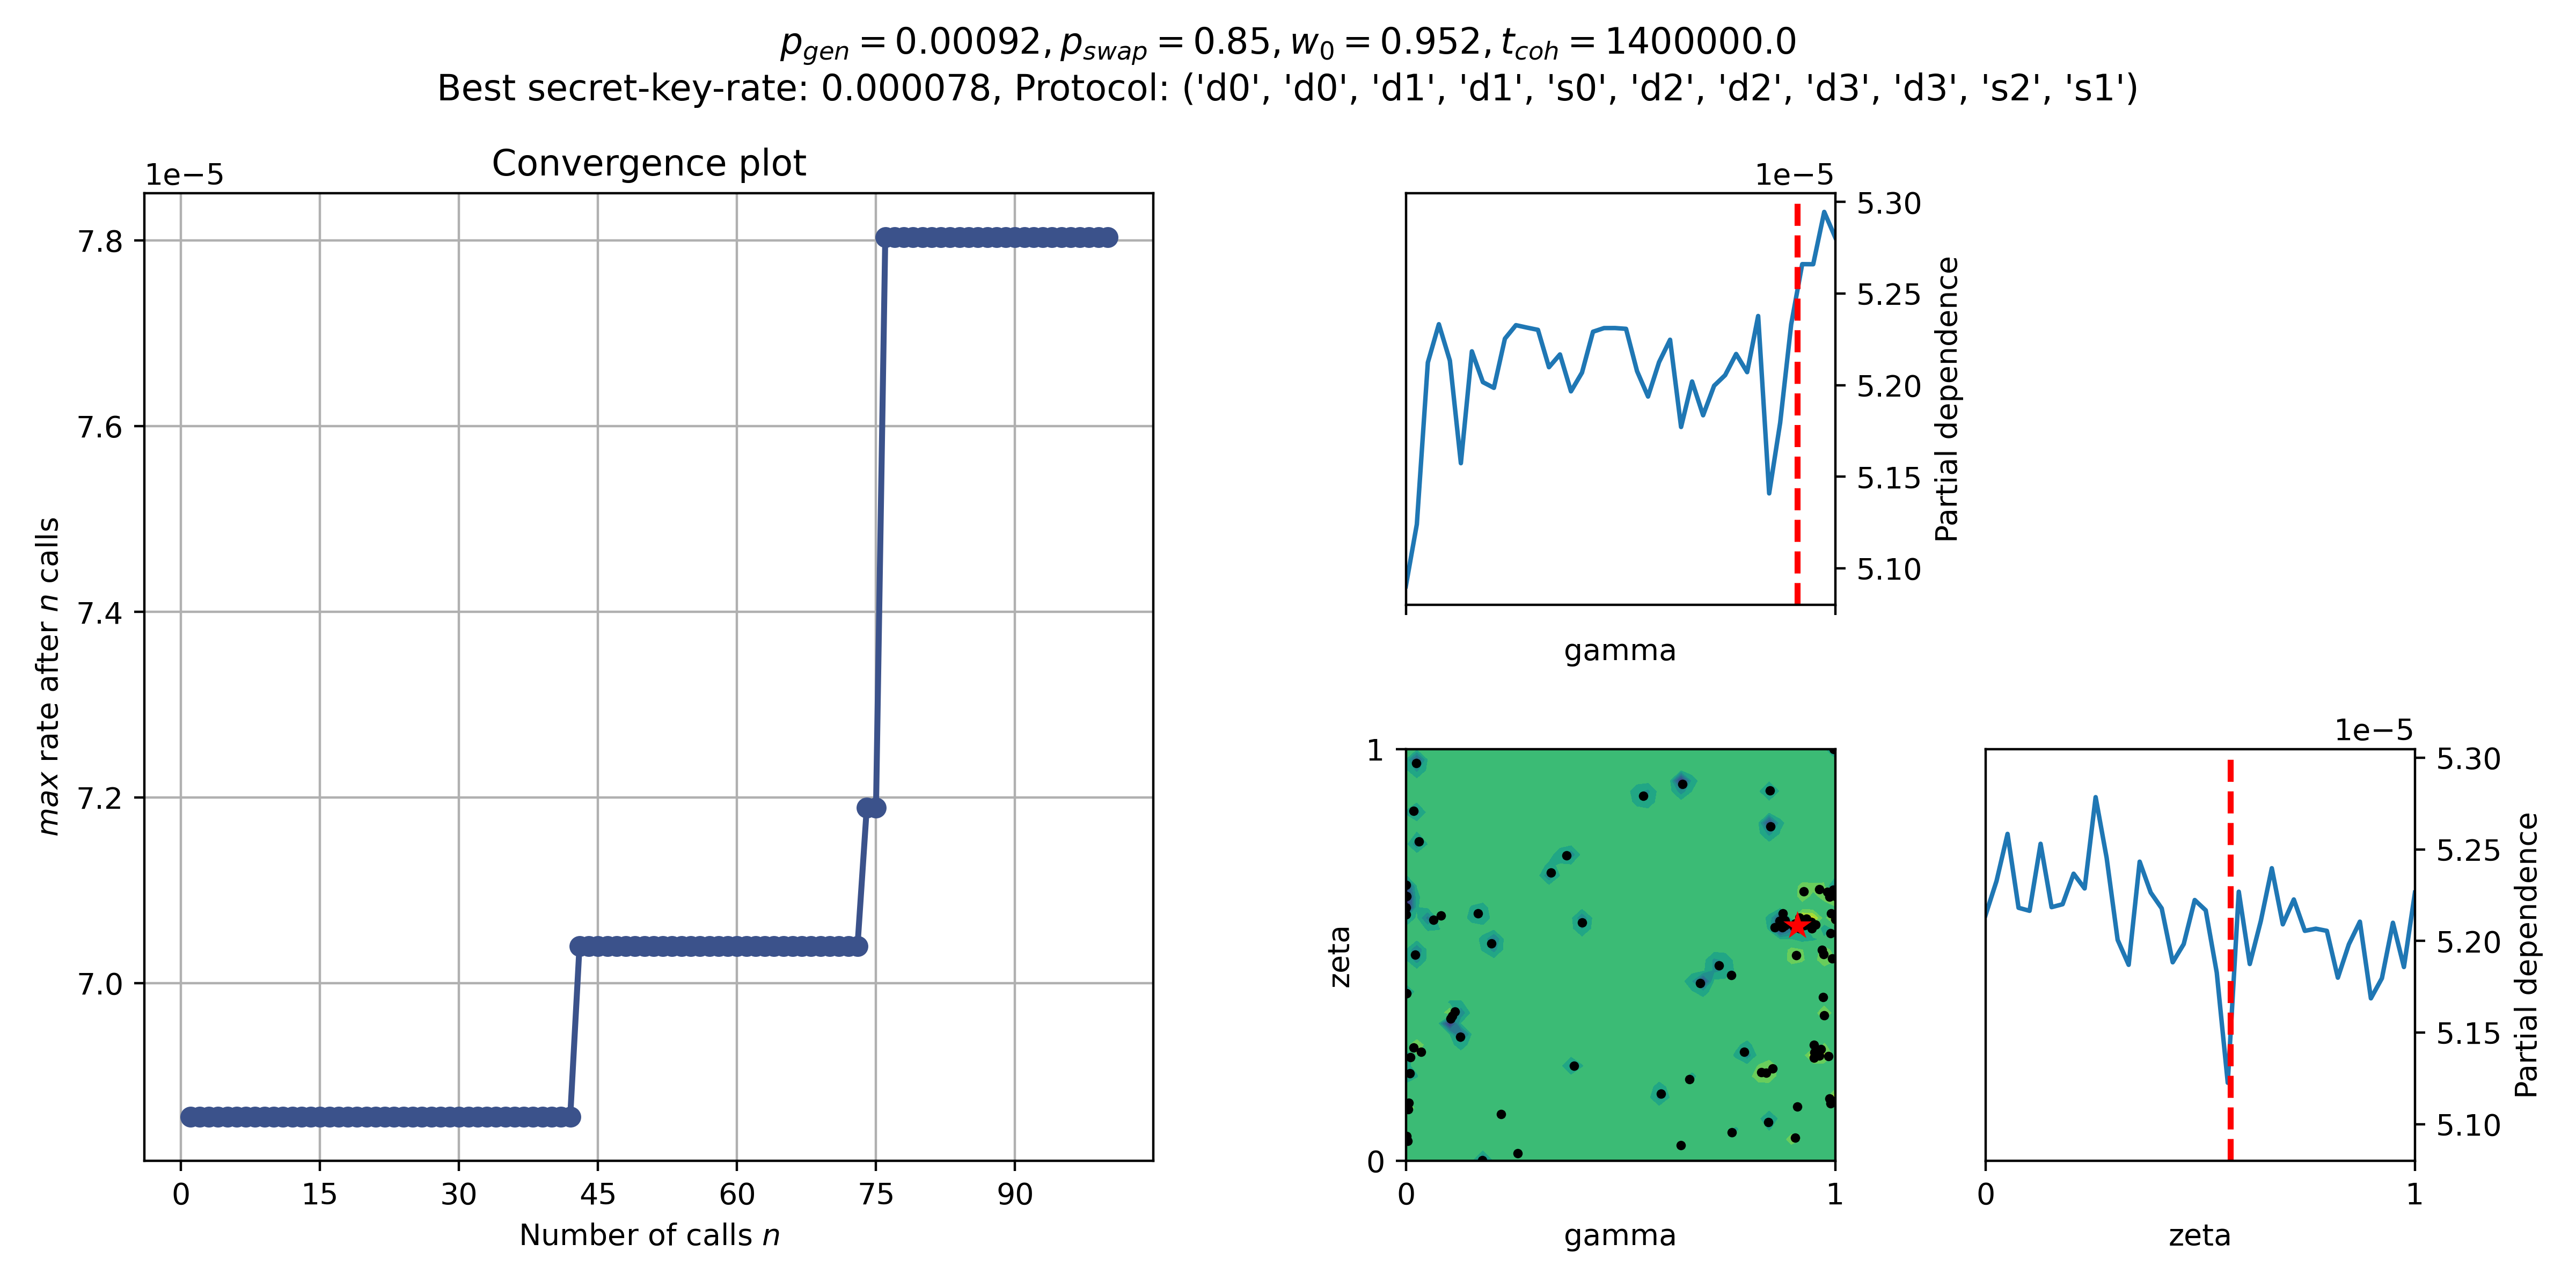 p_gen = 0.00092, p_swap = 0.85, w_0 = 0.952, t_coh = 1400000.0
Best secret-key-rate: 0.000078, Protocol: ('d0', 'd0', 'd1', 'd1', 's0', 'd2', 'd2', 'd3', 'd3', 's2', 's1')
Convergence plot
1e−5
7.8
7.6
7.4
7.2
7.0
max rate after n calls
0 15 30 45 60 75 90
Number of calls n
1e−5
5.30
5.25
5.20
5.15
5.10
Partial dependence
gamma
1
0
zeta
0 1
gamma
1e−5
5.30
5.25
5.20
5.15
5.10
Partial dependence
0 1
zeta